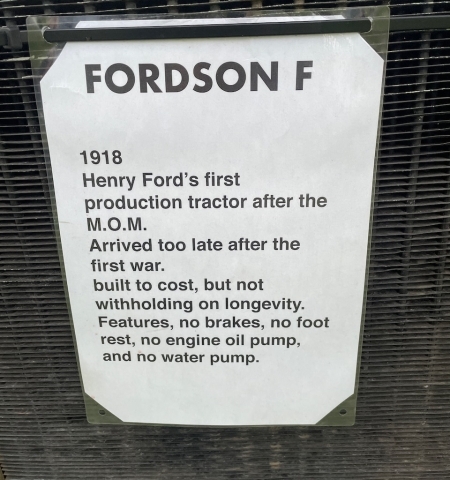 FORDSON F
1918
Henry Ford's first
production tractor after the
M.O.M.
Arrived too late after the
first war.
built to cost, but not
withholding on longevity.
Features, no brakes, no foot
rest, no engine oil pump,
and no water pump.